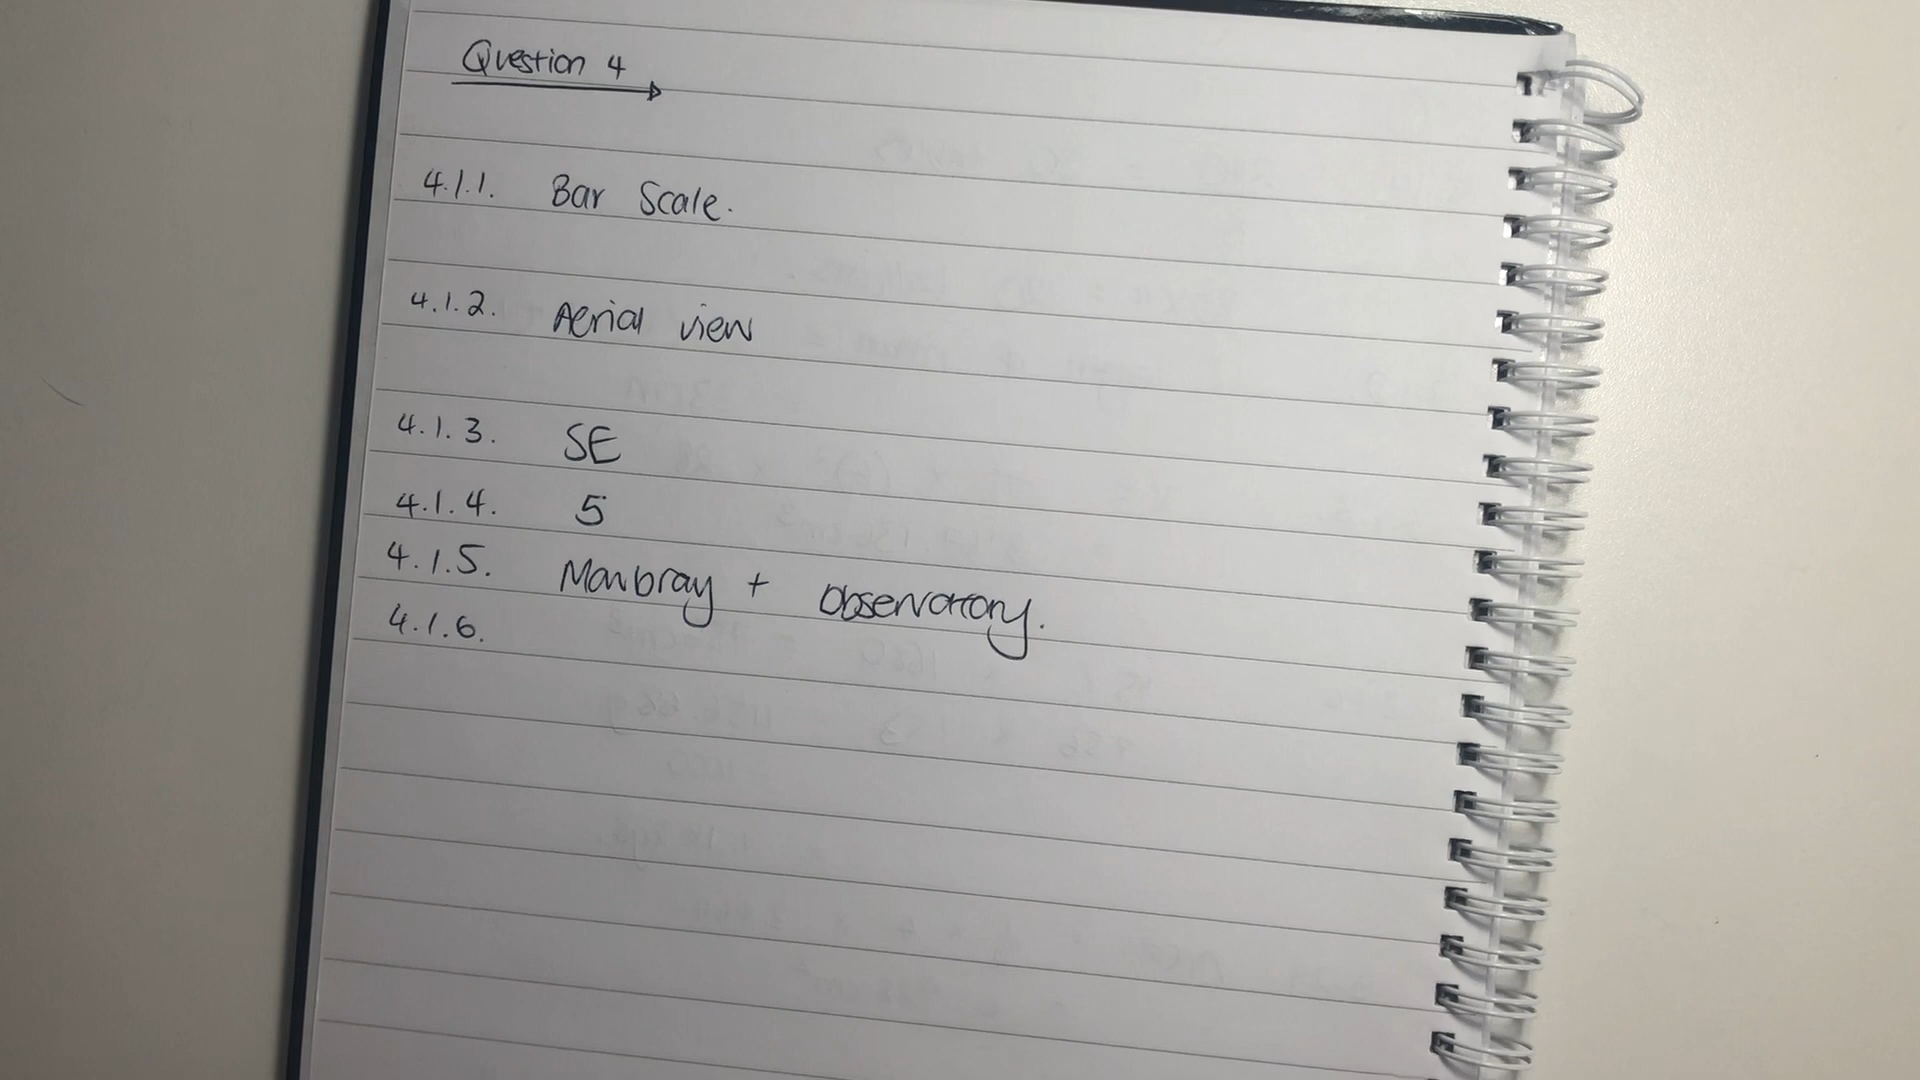 Question 4
4.1.1. Bar Scale.
4.1.2. Aerial view
4.1.3. SE
4.1.4. 5
4.1.5. Mowbray + Observatory.
4.1.6.